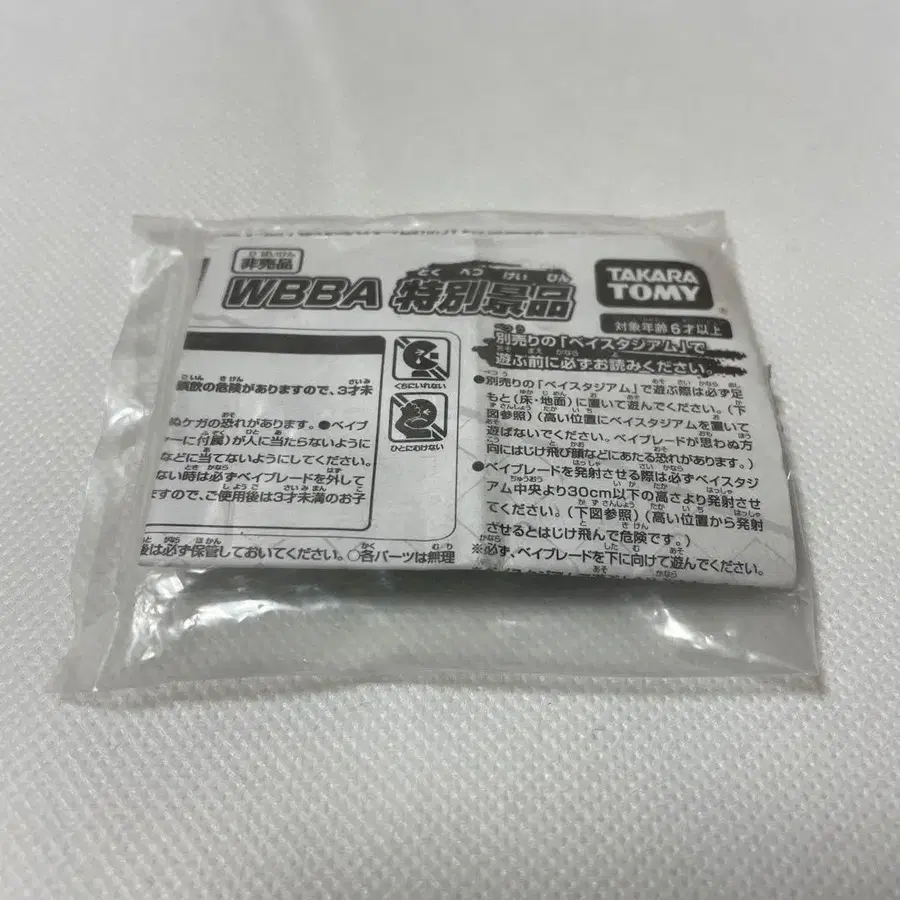 非売品
WBBA 特別景品
とくべつけいひん
TAKARA TOMY
対象年齢6才以上
別売りの「ベイスタジアム」で
遊ぶ前に必ずお読みください。
くちにいれない
ひとにむけない
飲の危険がありますので、3才未
ぬケガの恐れがあります。●ベイブ
ーに付属)が人に当たらないように
などに当てないようにしてください。
ない時は必ずベイブレードを外して
ますので、ご使用後は3才未満のお子
後は必ず保管しておいてください。○各パーツは無理
●別売りの「ベイスタジアム」で遊ぶ際は必ず足
もと(床・地面)に置いて遊んでください。(下
図参照)(高い位置にベイスタジアムを置いて
遊ばないでください。ベイブレードが思わぬ方
向にはじけ飛び顔などにあたる恐れがあります。)
●ベイブレードを発射させる際は必ずベイスタジ
アム中央より30cm以下の高さより発射させ
てください。(下図参照)(高い位置から発射
させるとはじけ飛んで危険です。)
※必ず、ベイブレードを下に向けて遊んでください。